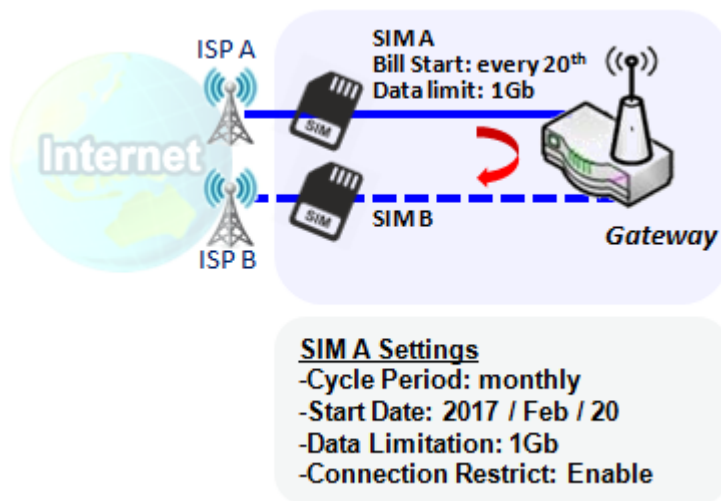 ISP A
SIM A
Bill Start: every 20th
Data limit: 1Gb
SIM
Internet
SIM
SIM B
Gateway
ISP B
SIM A Settings
-Cycle Period: monthly
-Start Date: 2017 / Feb / 20
-Data Limitation: 1Gb
-Connection Restrict: Enable